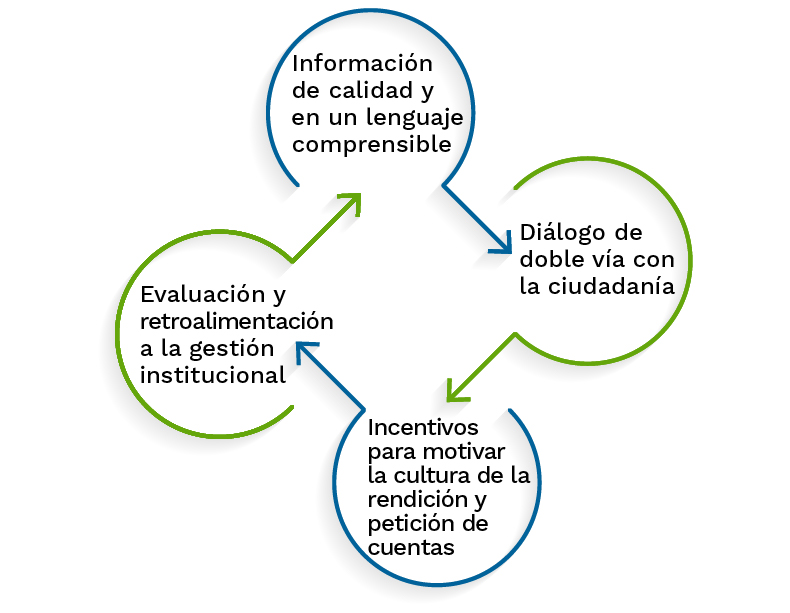 Información
de calidad y
en un lenguaje
comprensible
Diálogo de
doble vía con
la ciudadanía
Incentivos
para motivar
la cultura de la
rendición y
petición de
cuentas
Evaluación y
retroalimentación
a la gestión
institucional